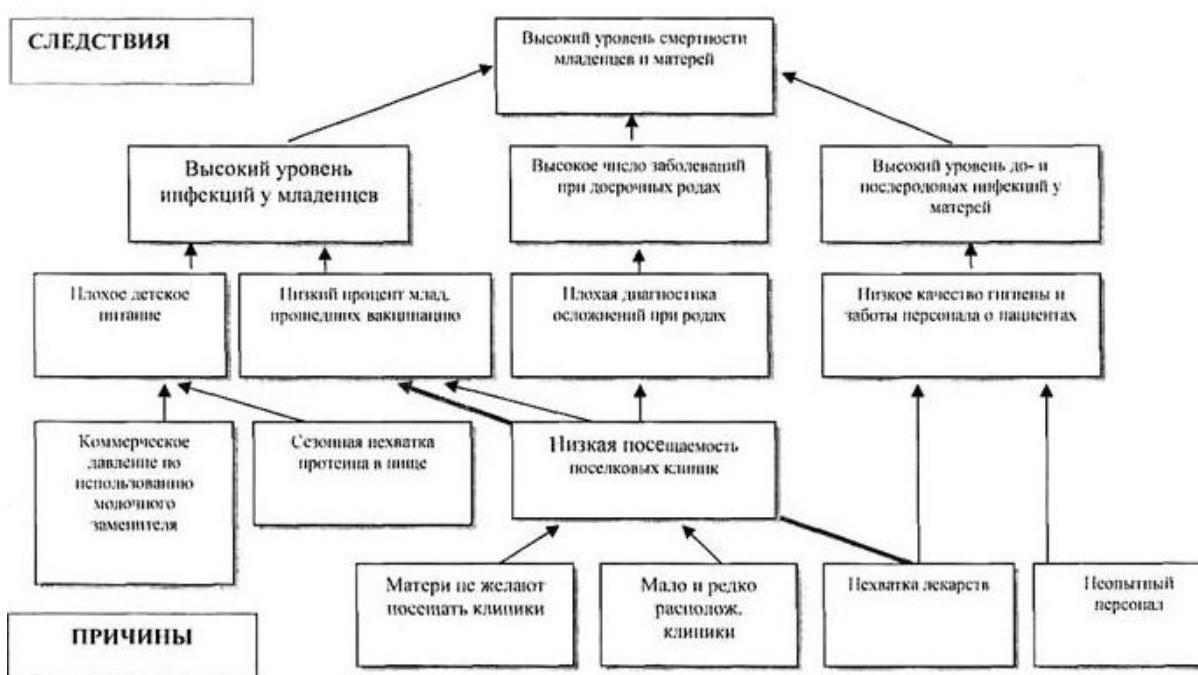 СЛЕДСТВИЯ
Высокий уровень смертности
младенцев и матерей
Высокий уровень
инфекций у младенцев
Высокое число заболеваний
при досрочных родах
Высокий уровень до- и
послеродовых инфекций у
матерей
Плохое детское
питание
Низкий процент млад.
прошедших вакцинацию
Плохая диагностика
осложнений при родах
Низкое качество гигиены и
заботы персонала о пациентах
Коммерческое
давление по
использованию
молочного
заменителя
Сезонная нехватка
протеина в пище
Низкая посещаемость
поселковых клиник
Матери не желают
посещать клиники
Мало и редко
располож.
клиники
Нехватка лекарств
Неопытный
персонал
ПРИЧИНЫ